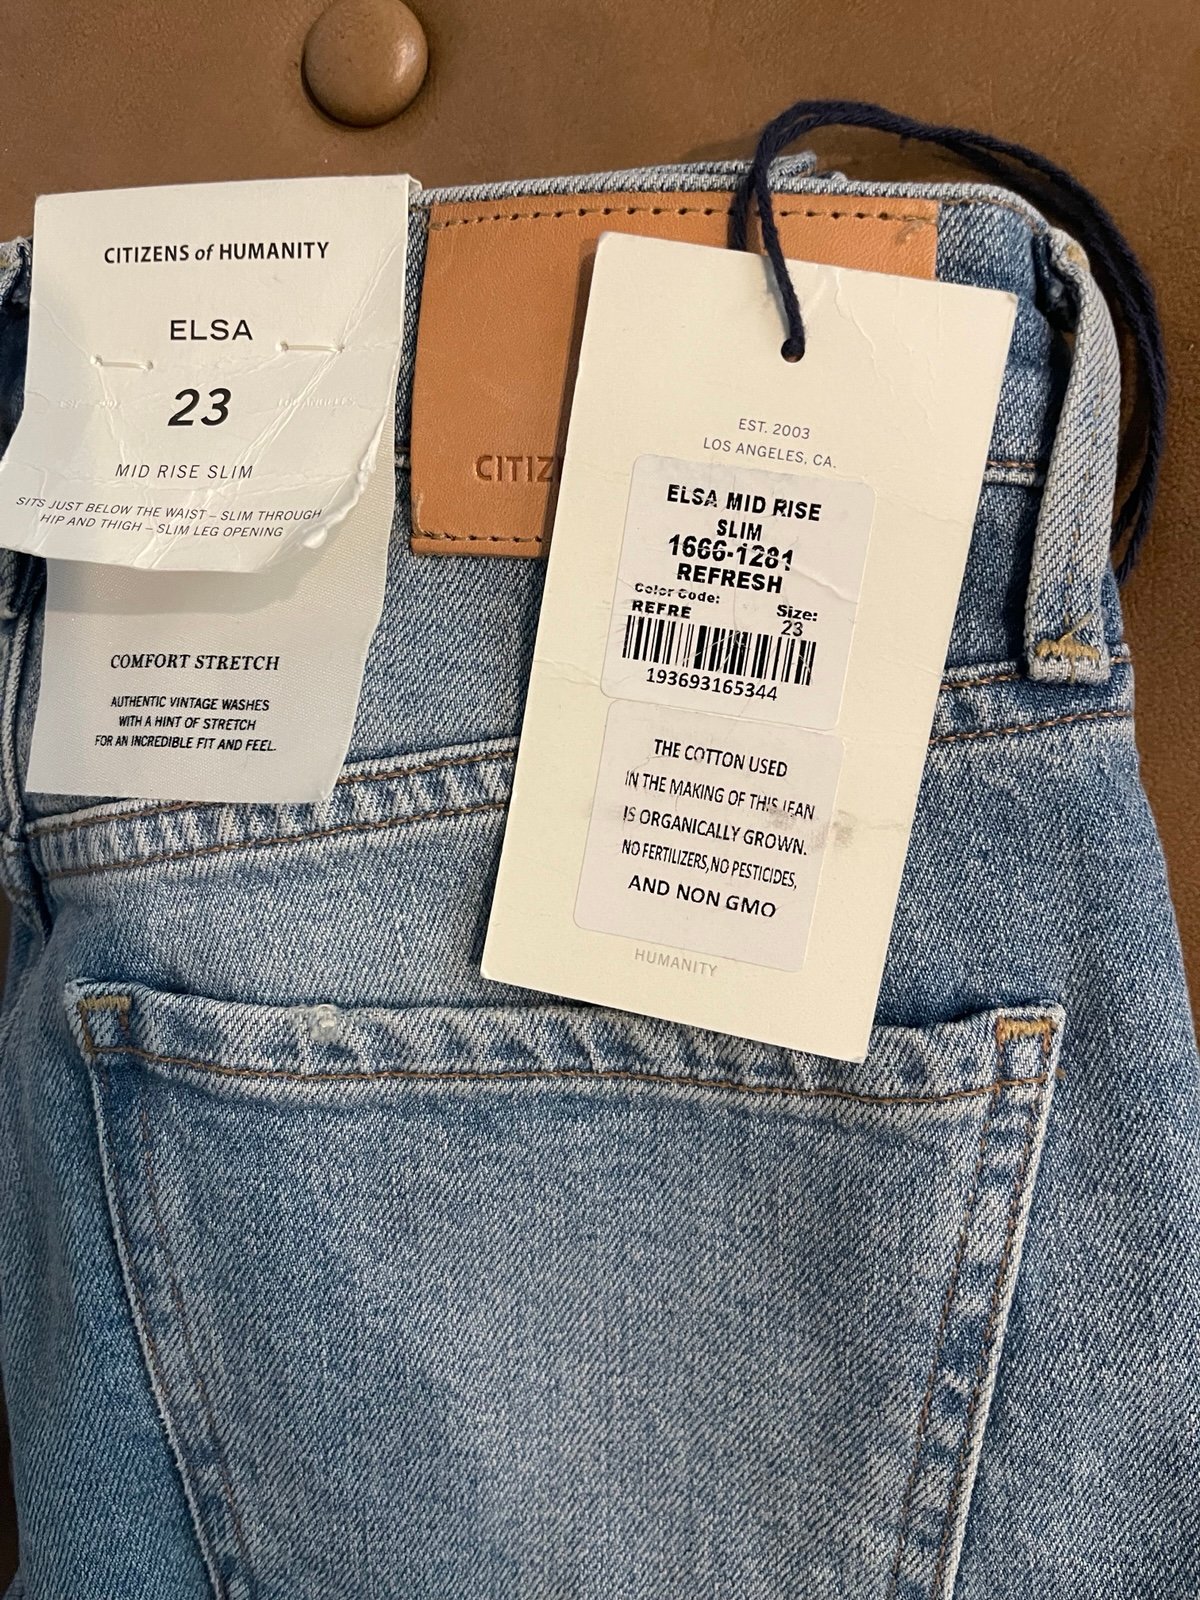 CITIZENS of HUMANITY
ELSA
23
MID RISE SLIM
SITS JUST BELOW THE WAIST – SLIM THROUGH
HIP AND THIGH – SLIM LEG OPENING
COMFORT STRETCH
AUTHENTIC VINTAGE WASHES
WITH A HINT OF STRETCH
FOR AN INCREDIBLE FIT AND FEEL.
CITIZ
EST. 2003
LOS ANGELES, CA.
ELSA MID RISE
SLIM
1666-1281
REFRESH
Color Code:
REFRE
Size:
23
193693165344
THE COTTON USED
IN THE MAKING OF THIS JEAN
IS ORGANICALLY GROWN.
NO FERTILIZERS,NO PESTICIDES,
AND NON GMO
HUMANITY